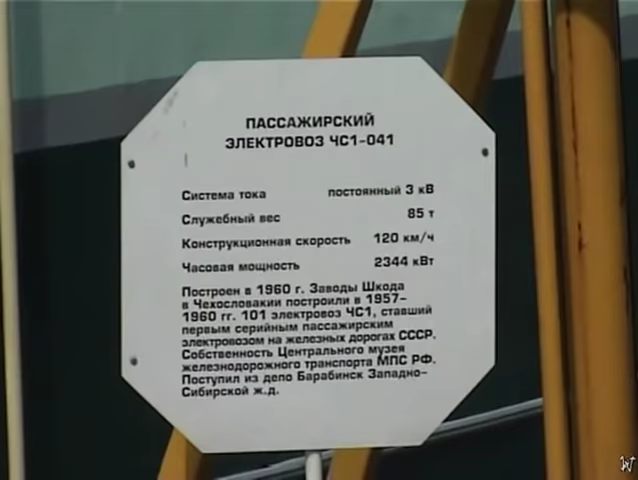 ПАССАЖИРСКИЙ
ЭЛЕКТРОВОЗ ЧС1-041
Система тока постоянный 3 кВ
Служебный вес 85 т
Конструкционная скорость 120 км/ч
Часовая мощность 2344 кВт
Построен в 1960 г. Заводы Шкода
в Чехословакии построили в 1957-
1960 гг. 101 электровоз ЧС1, ставший
первым серийным пассажирским
электровозом на железных дорогах СССР.
Собственность Центрального музея
железнодорожного транспорта МПС РФ.
Поступил из депо Барабинск Западно-
Сибирской ж.д.